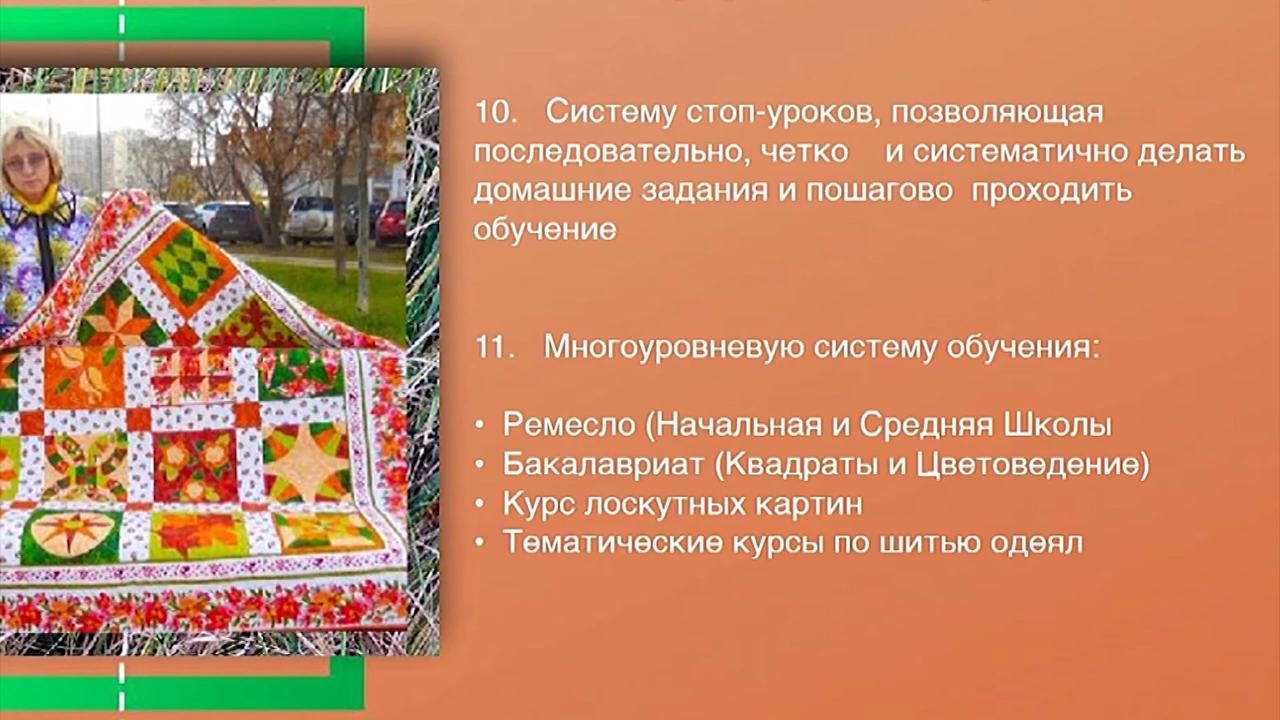 10. Систему стоп-уроков, позволяющая
последовательно, четко и систематично делать
домашние задания и пошагово проходить
обучение
11. Многоуровневую систему обучения:
• Ремесло (Начальная и Средняя Школы
• Бакалавриат (Квадраты и Цветоведение)
• Курс лоскутных картин
• Тематические курсы по шитью одеял